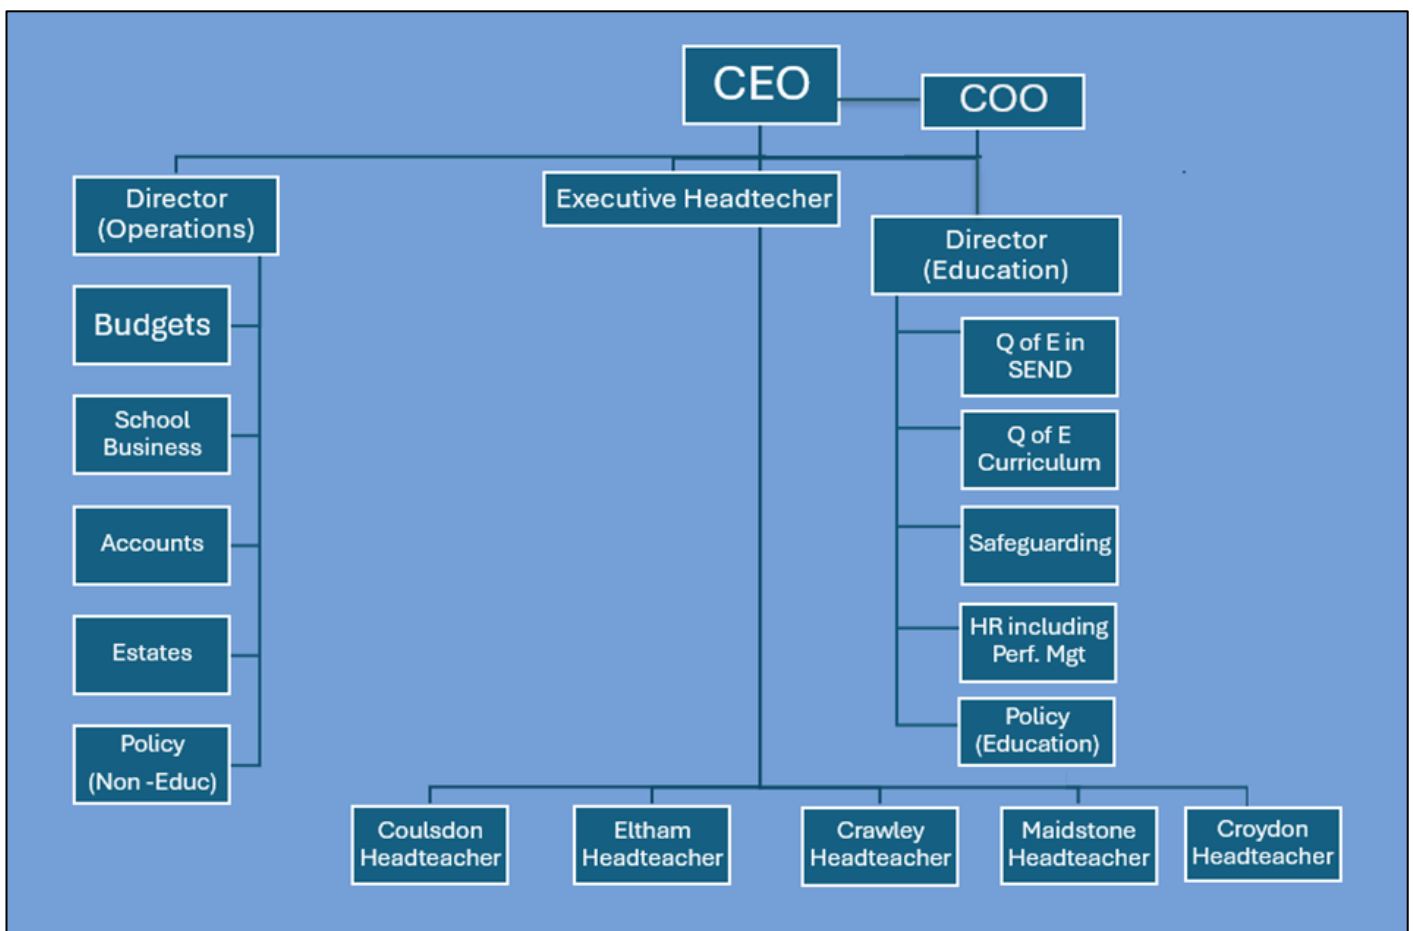 CEO
COO
Director
(Operations)
Executive Headtecher
Director
(Education)
Budgets
School
Business
Accounts
Estates
Policy
(Non -Educ)
Q of E in
SEND
Q of E
Curriculum
Safeguarding
HR including
Perf. Mgt
Policy
(Education)
Coulsdon
Headteacher
Eltham
Headteacher
Crawley
Headteacher
Maidstone
Headteacher
Croydon
Headteacher